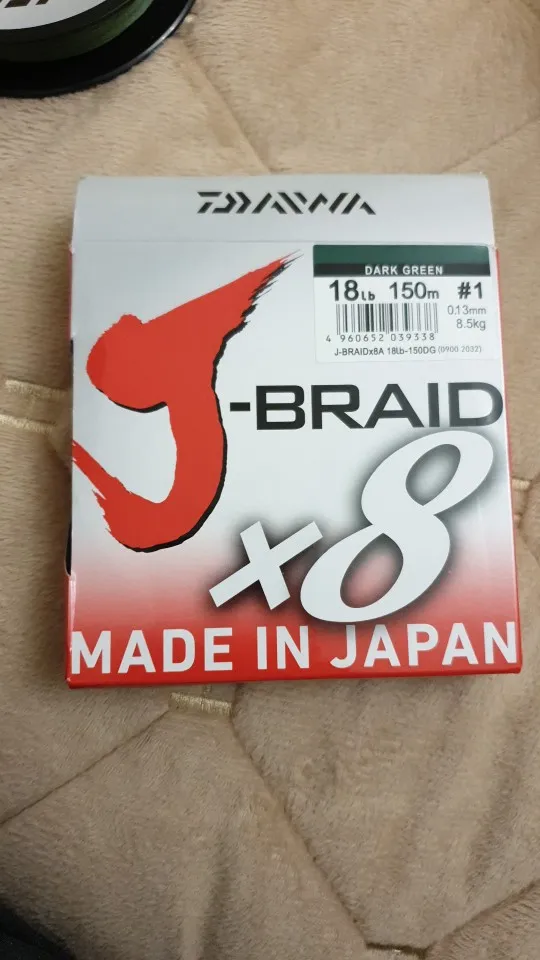 DAIWA
DARK GREEN
18Lb 150m #1
0.13mm
8.5kg
4 960652 039338
J-BRAIDx8A 18lb-150DG (0900 2032)
J-BRAID
x8
MADE IN JAPAN